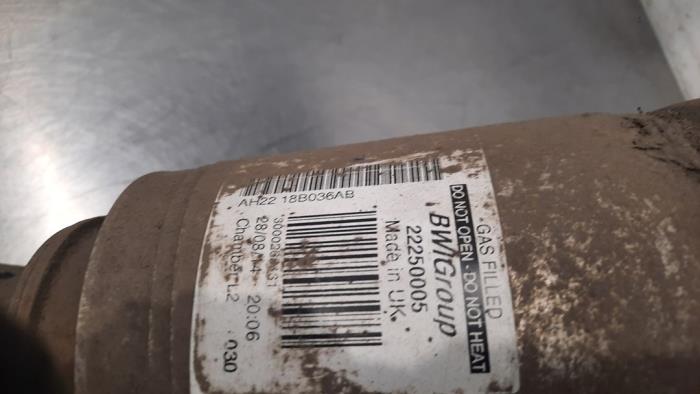 GAS FILLED
DO NOT OPEN - DO NOT HEAT
BWIGroup
22250005
Made in UK.
AH22 18B036AB
28/08/14 20:06
Chamber L2 030